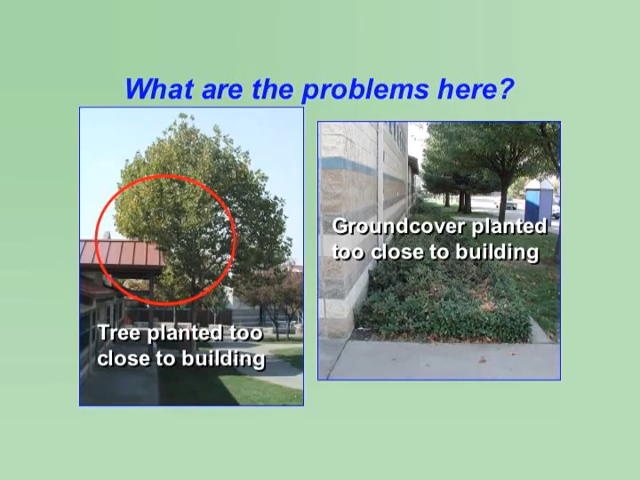 What are the problems here?
Tree planted too
close to building
Groundcover planted
too close to building